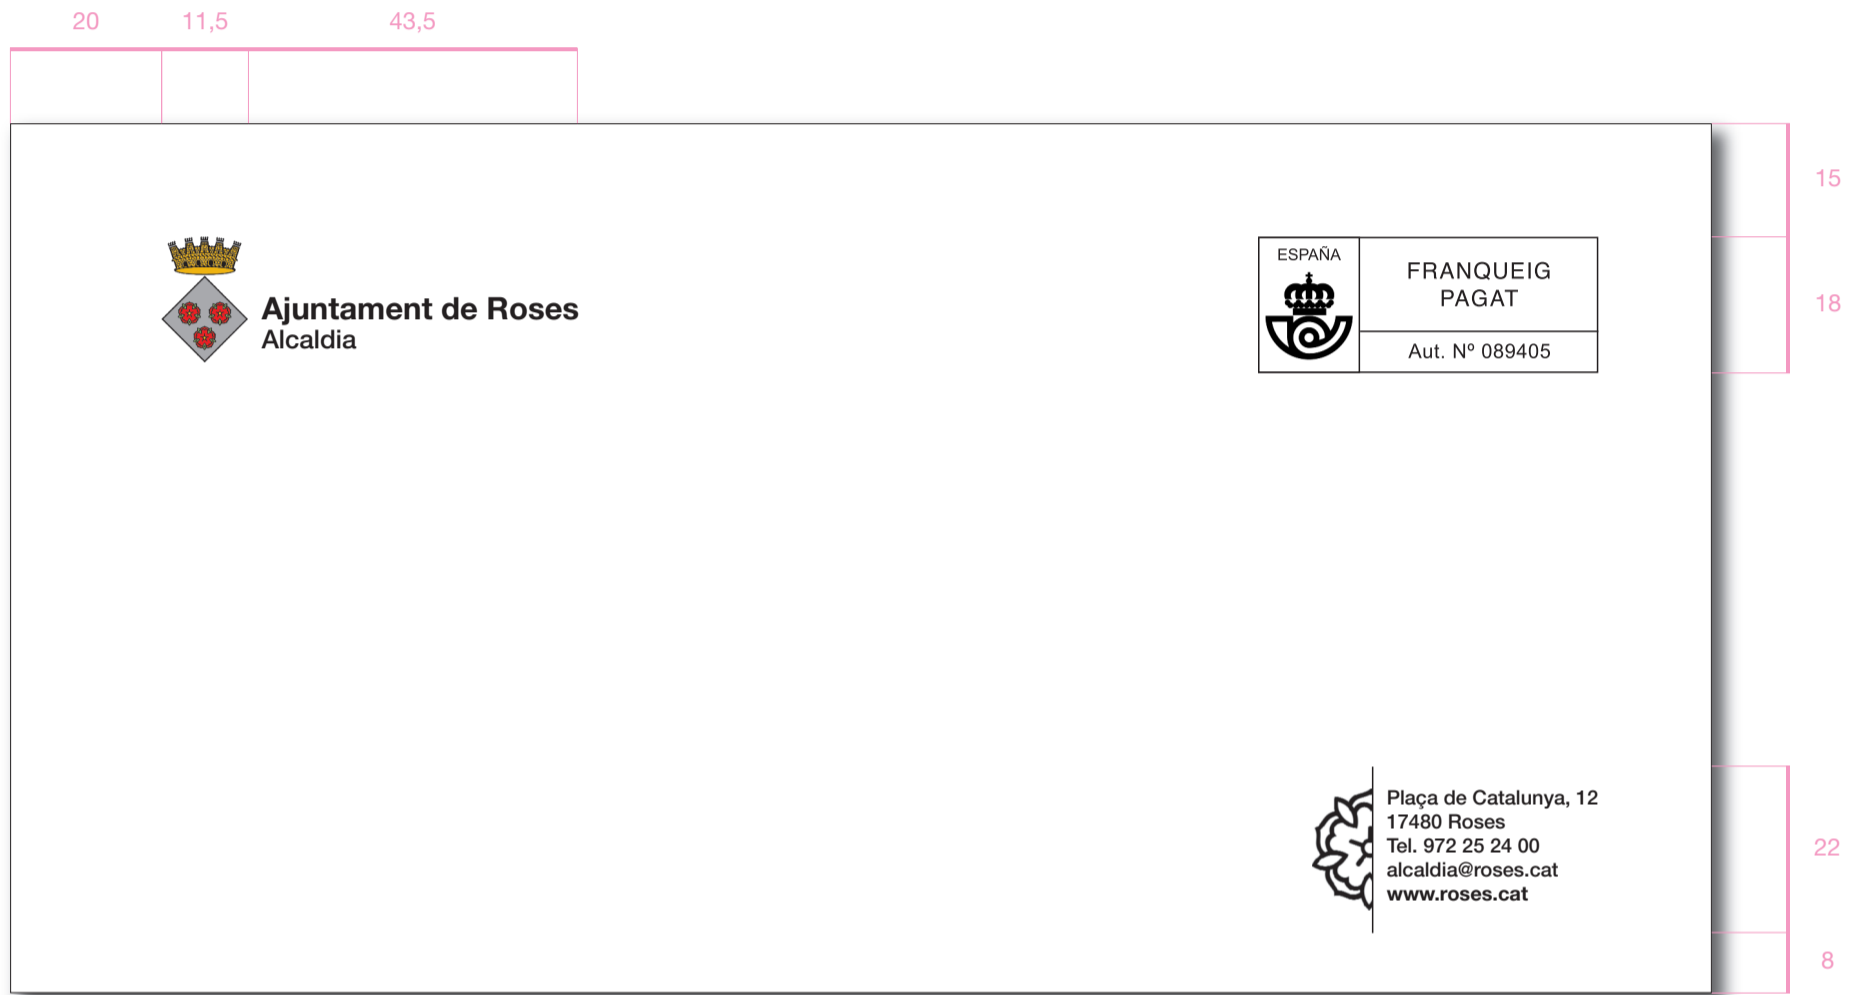 20 11,5 43,5
15
18
Ajuntament de Roses
Alcaldia
ESPAÑA
FRANQUEIG
PAGAT
Aut. Nº 089405
Plaça de Catalunya, 12
17480 Roses
Tel. 972 25 24 00
alcaldia@roses.cat
www.roses.cat
22
8